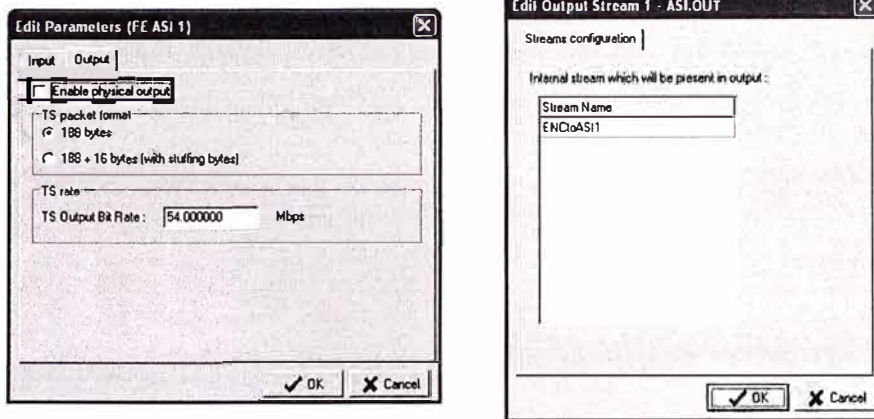 Edit Parameters (FE ASI 1)
Input Output
Enable physical output
TS packet format
188 bytes
188 + 16 bytes (with stuffing bytes)
TS rate
TS Output Bit Rate : 54.000000 Mbps
OK Cancel
Edit Output Stream 1 - ASI.OUT
Streams configuration
Internal stream which will be present in output :
Stream Name
ENCtoASI1
OK Cancel